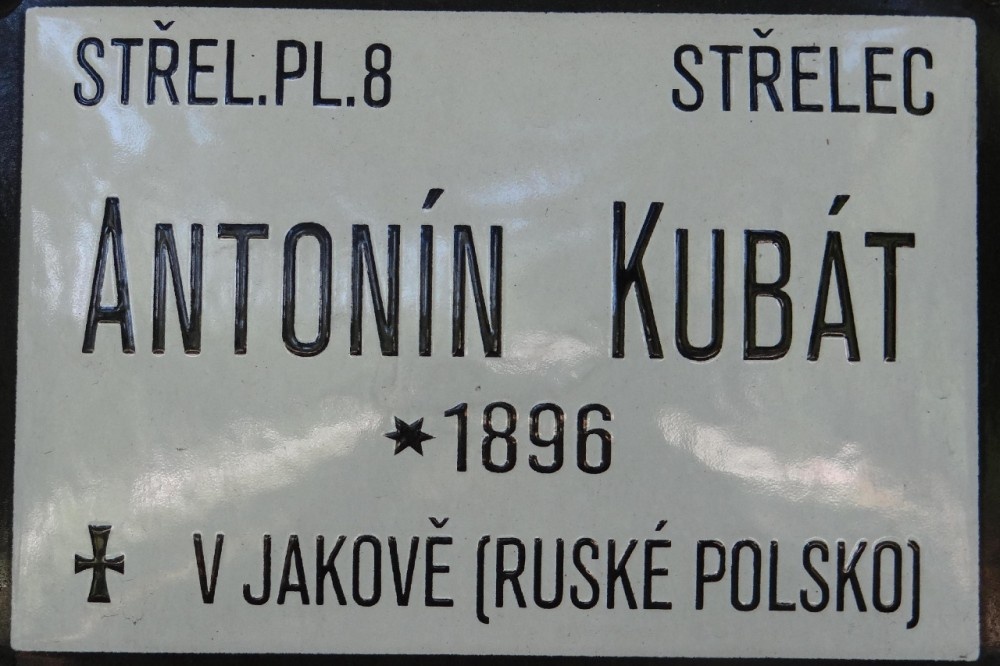 STŘEL.PL.8 STŘELEC
ANTONÍN KUBÁT
*1896
✠ V JAKOVĚ (RUSKÉ POLSKO)